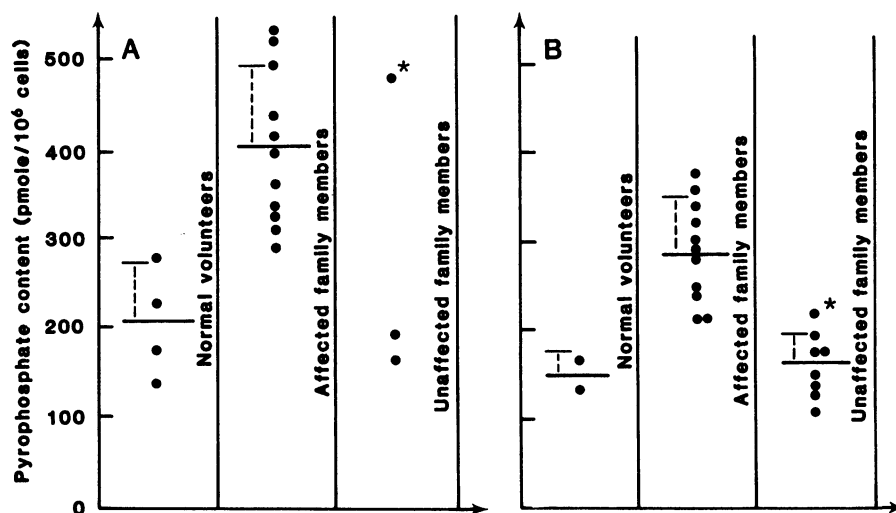 A
B
Pyrophosphate content (pmole/10⁶ cells)
500
400
300
200
100
0
Normal volunteers
Affected family members
Unaffected family members
*
Normal volunteers
Affected family members
Unaffected family members
*